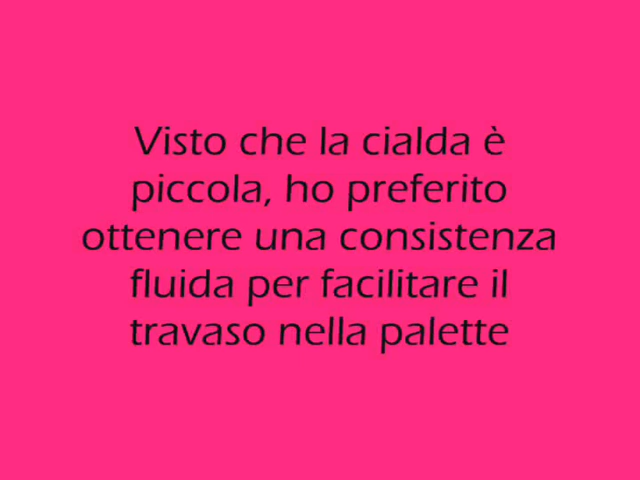 Visto che la cialda è
piccola, ho preferito
ottenere una consistenza
fluida per facilitare il
travaso nella palette